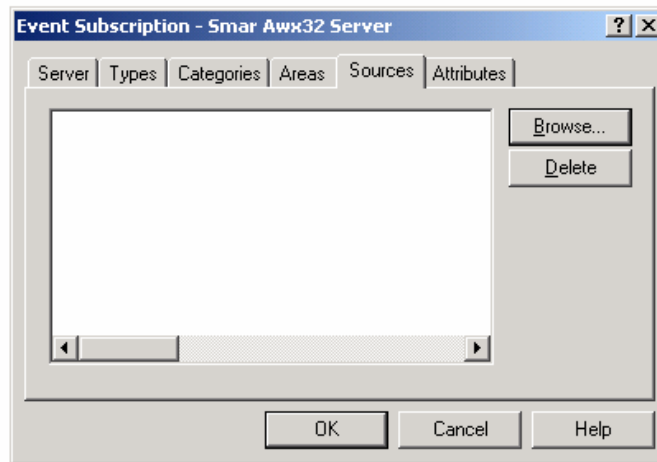 Event Subscription - Smar Awx32 Server
Server Types Categories Areas Sources Attributes
Browse...
Delete
OK Cancel Help